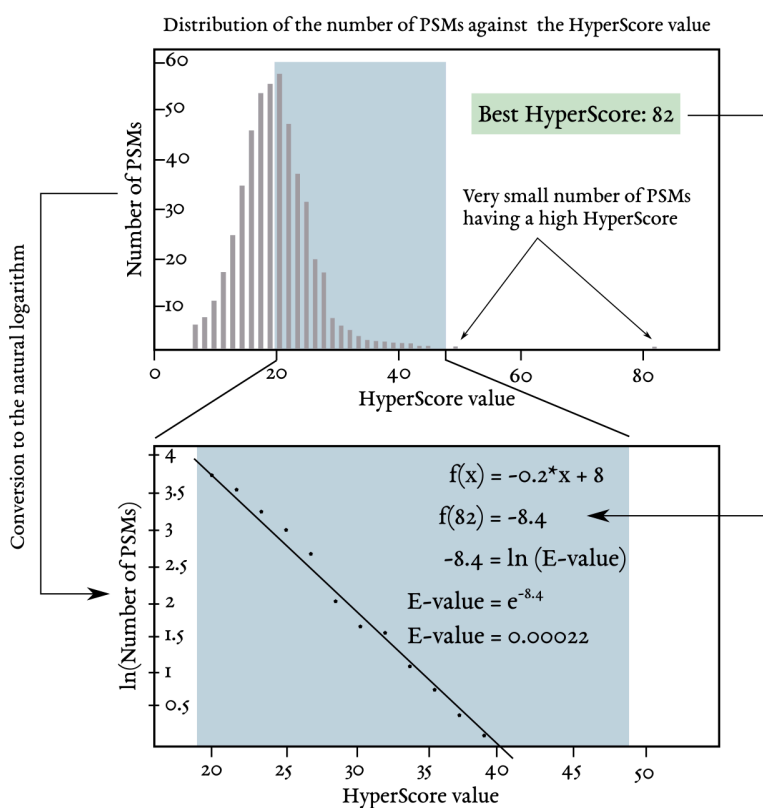 Distribution of the number of PSMs against the HyperScore value
60
50
40
30
20
10
Number of PSMs
Best HyperScore: 82
Very small number of PSMs
having a high HyperScore
0
20
40
60
80
HyperScore value
Conversion to the natural logarithm
4
3.5
3
2.5
2
1.5
1
0.5
ln(Number of PSMs)
f(x) = -0.2*x + 8
f(82) = -8.4
-8.4 = ln (E-value)
E-value = e^-8.4
E-value = 0.00022
20
25
30
35
40
45
50
HyperScore value